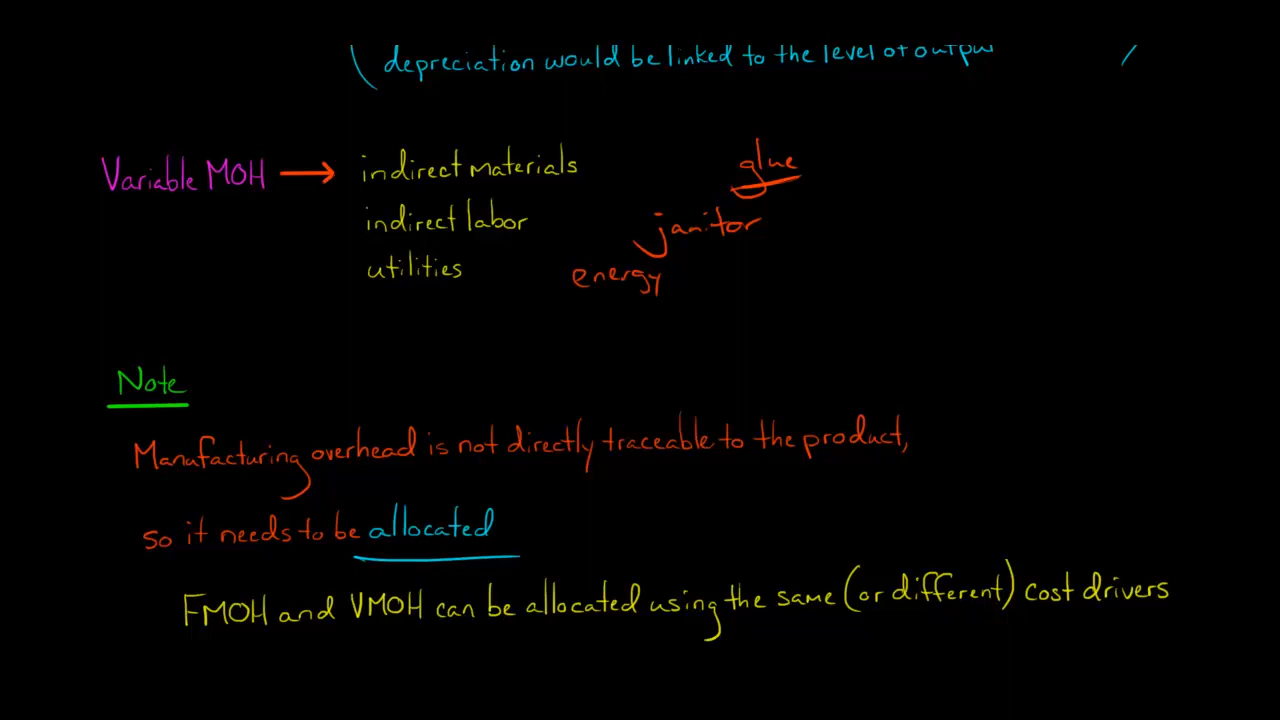 (depreciation would be linked to the level of outpu
Variable MOH → indirect materials glue
indirect labor janitor
utilities energy
Note
Manufacturing overhead is not directly traceable to the product,
so it needs to be allocated
FMOH and VMOH can be allocated using the same (or different) cost drivers